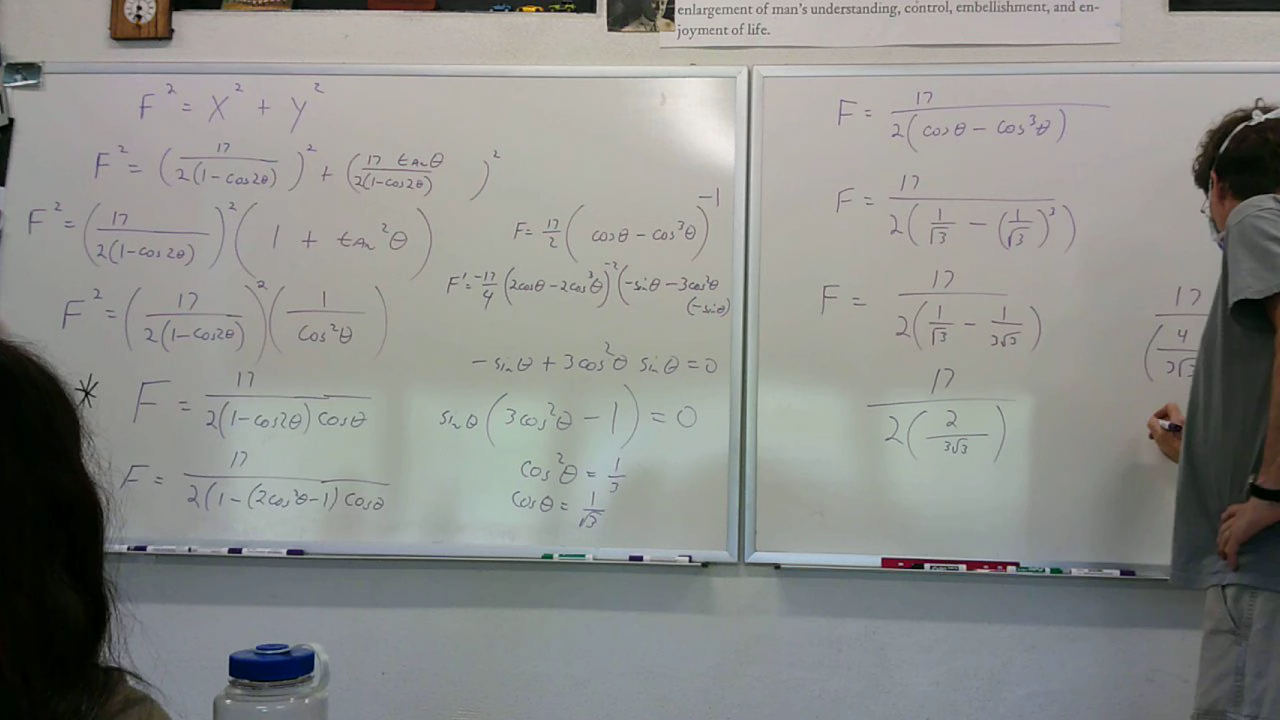 enlargement of man's understanding, control, embellishment, and en-
joyment of life.
F² = X² + Y²
F² = (17/2(1-cos2θ))² + (17 tanθ/2(1-cos2θ))²
F² = (17/2(1-cos2θ))² (1 + tan²θ)
F² = (17/2(1-cos2θ))² (1/cos²θ)
* F = 17/2(1-cos2θ)cosθ
F = 17/2(1-(2cos²θ-1)cosθ
F = 17/2 (cosθ - cos³θ)⁻¹
F' = -17/4 (2cosθ - 2cos³θ)⁻² (-sinθ - 3cos²θ
(-sinθ)
-sinθ + 3cos²θ sinθ = 0
sinθ(3cos²θ - 1) = 0
cos²θ = 1/3
cosθ = 1/√3
F = 17/2(cosθ - cos³θ)
F = 17/2(1/√3 - (1/√3)³)
F = 17/2(1/√3 - 1/3√3)
17/2(2/3√3)
17/(4/3√3